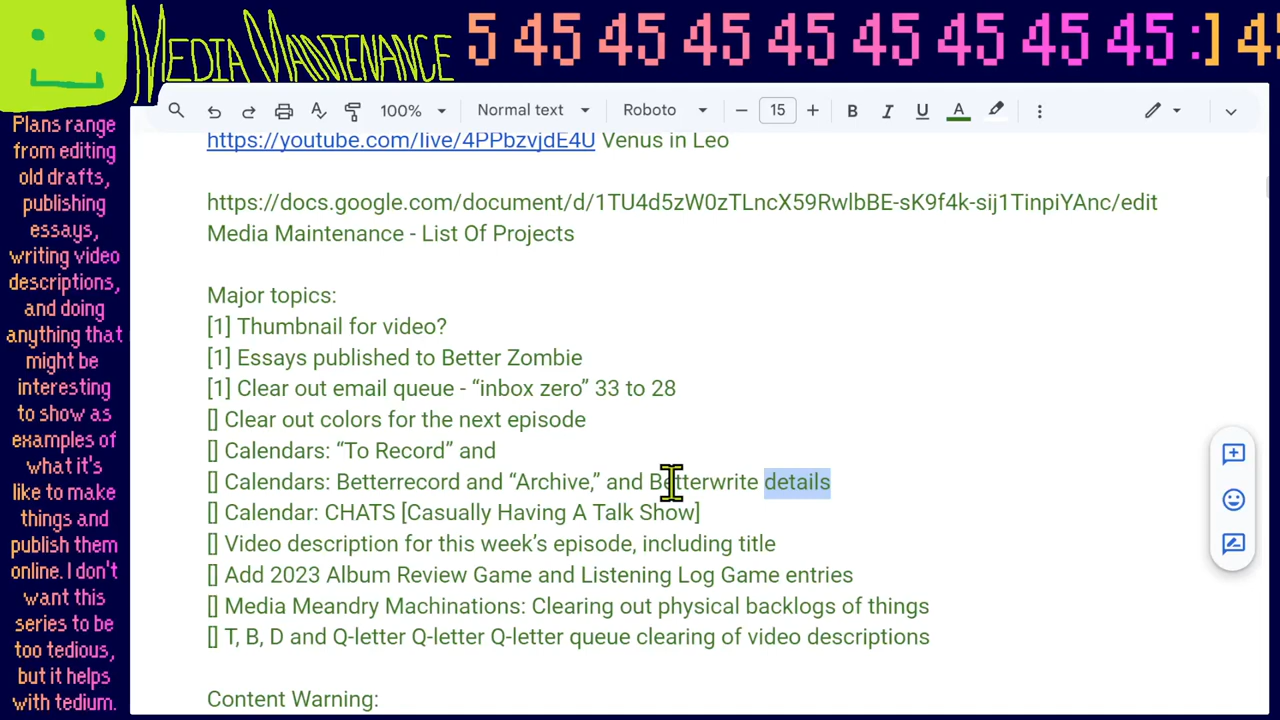 MEDIA MAINTENANCE
5 45 45 45 45 45 45 45 45 :] 4
Plans range
from editing
old drafts,
publishing
essays,
writing video
descriptions,
and doing
anything that
might be
interesting
to show as
examples of
what it's
like to make
things and
publish them
online. I don't
want this
series to be
too tedious,
but it helps
with tedium.
100%
Normal text
Roboto
15
B
I
U
A
https://youtube.com/live/4PPbzvjdE4U Venus in Leo
https://docs.google.com/document/d/1TU4d5zW0zTLncX59RwlbBE-sK9f4k-sij1TinpiYAnc/edit
Media Maintenance - List Of Projects
Major topics:
[1] Thumbnail for video?
[1] Essays published to Better Zombie
[1] Clear out email queue - “inbox zero” 33 to 28
[] Clear out colors for the next episode
[] Calendars: “To Record” and
[] Calendars: Betterrecord and “Archive,” and Betterwrite details
[] Calendar: CHATS [Casually Having A Talk Show]
[] Video description for this week’s episode, including title
[] Add 2023 Album Review Game and Listening Log Game entries
[] Media Meandry Machinations: Clearing out physical backlogs of things
[] T, B, D and Q-letter Q-letter Q-letter queue clearing of video descriptions
Content Warning: